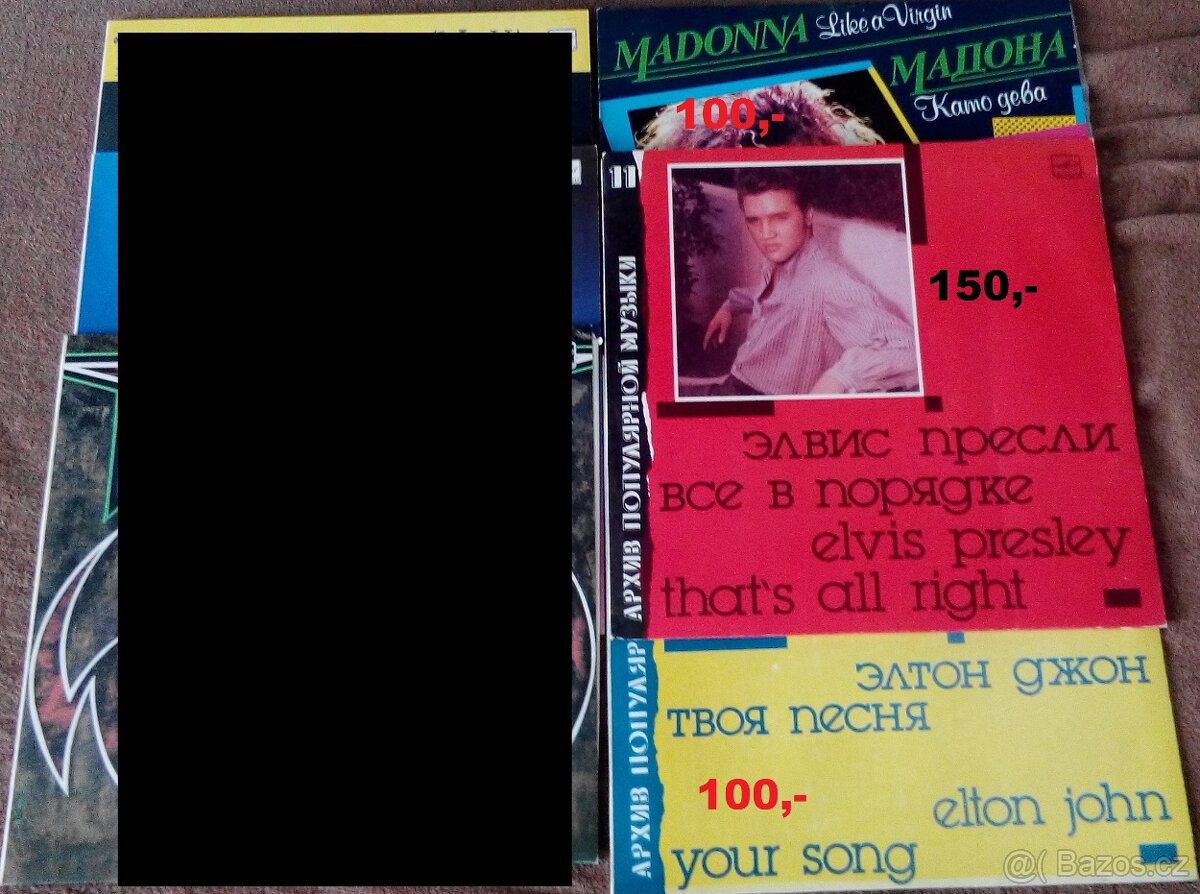 MADONNA Like a Virgin
МАДОНА
Като дева
100,-
11
АРХИВ ПОПУЛЯРНОЙ МУЗЫКИ
150,-
элвис пресли
все в порядке
elvis presley
that's all right
АРХИВ ПОПУЛЯР
элтон джон
твоя песня
100,-
elton john
your song
@( Bazos.cz